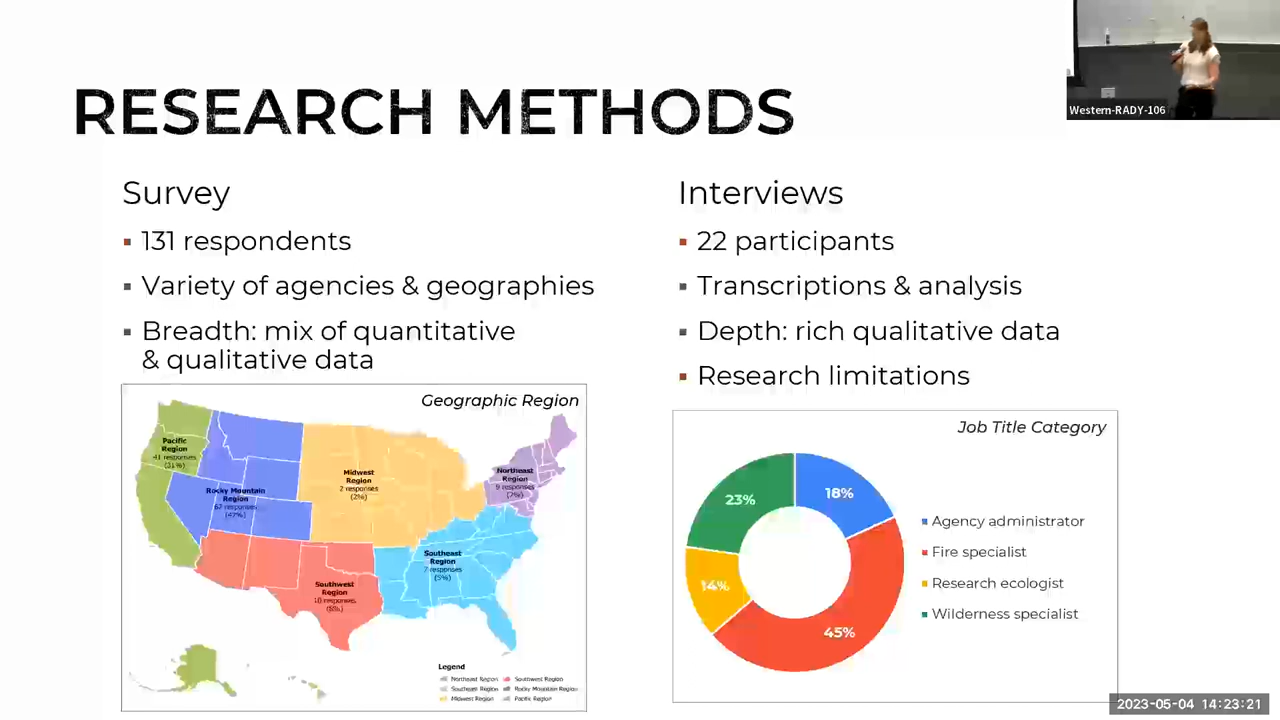 RESEARCH METHODS
Western-RADY-106
Survey
131 respondents
Variety of agencies & geographies
Breadth: mix of quantitative
& qualitative data
Geographic Region
Pacific
Region
41 responses
(31%)
Rocky Mountain
Region
67 responses
Midwest
Region
2 responses
(2%)
Northeast
Region
9 responses
(7%)
Southeast
Region
7 responses
(5%)
Southwest
Region
10 responses
(8%)
Legend
Northeast Region
Southwest Region
Southeast Region
Rocky Mountain Region
Midwest Region
Pacific Region
Interviews
22 participants
Transcriptions & analysis
Depth: rich qualitative data
Research limitations
Job Title Category
18%
23%
14%
45%
Agency administrator
Fire specialist
Research ecologist
Wilderness specialist
2023-05-04 14:23:21